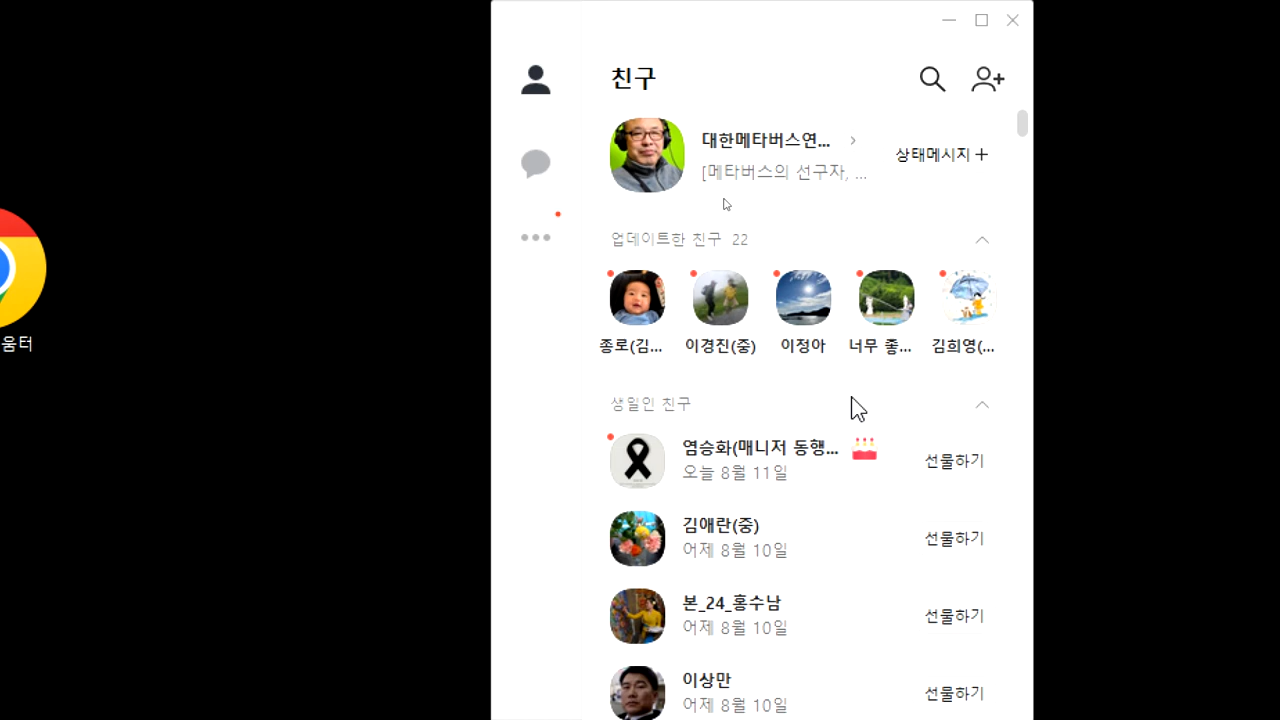 친구
대한메타버스연...
[메타버스의 선구자, ...
상태메시지
업데이트한 친구 22
종로(김... 이경진(중) 이정아 너무 좋... 김희영(...
생일인 친구
염승화(매니저 동행...
오늘 8월 11일
선물하기
김애란(중)
어제 8월 10일
선물하기
본_24_홍수남
어제 8월 10일
선물하기
이상만
어제 8월 10일
선물하기
움터